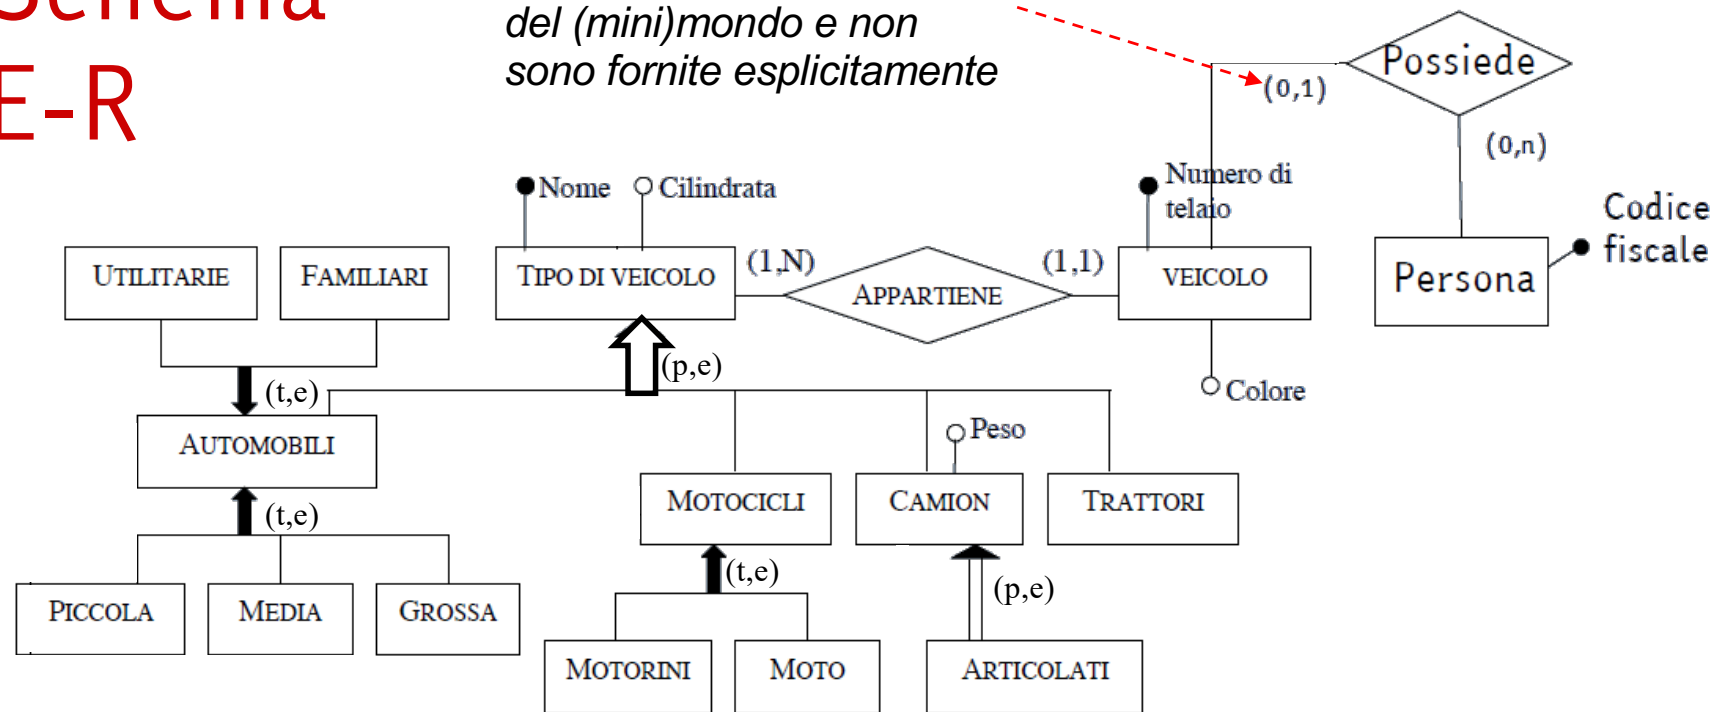 Schema
E-R
del (mini)mondo e non
sono fornite esplicitamente
Possiede
(0,1)
(0,n)
Nome
Cilindrata
Numero di
telaio
Codice
fiscale
UTILITARIE
FAMILIARI
TIPO DI VEICOLO
(1,N)
APPARTIENE
(1,1)
VEICOLO
Persona
(p,e)
(t,e)
Colore
AUTOMOBILI
Peso
(t,e)
MOTOCICLI
CAMION
TRATTORI
(t,e)
(p,e)
PICCOLA
MEDIA
GROSSA
MOTORINI
MOTO
ARTICOLATI